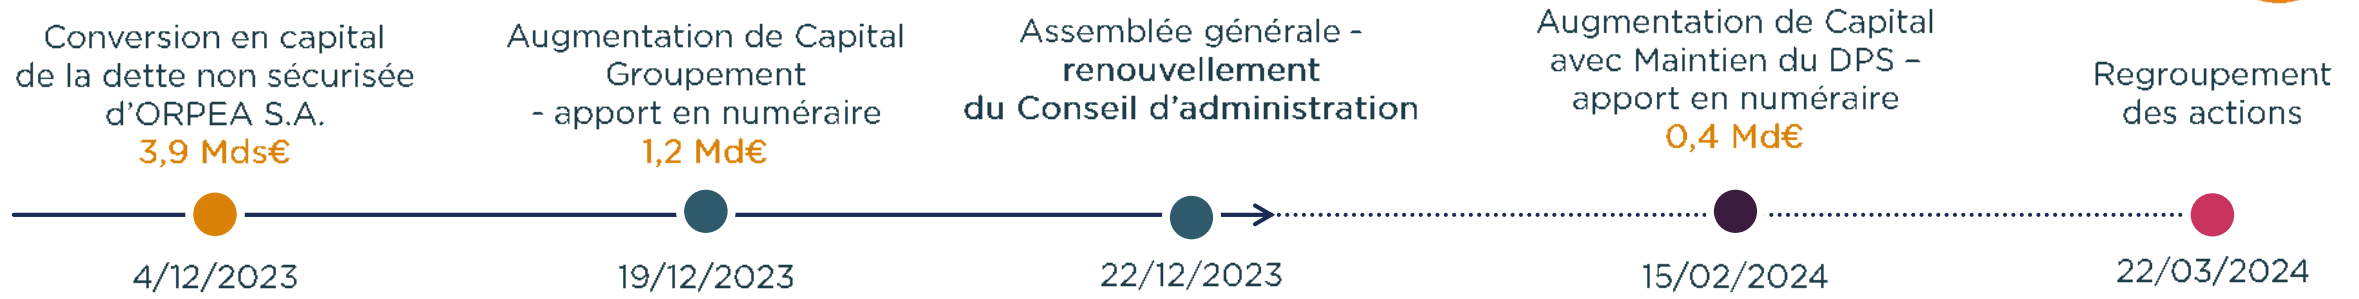 Conversion en capital
de la dette non sécurisée
d'ORPEA S.A.
3,9 Mds€
4/12/2023
Augmentation de Capital
Groupement
- apport en numéraire
1,2 Md€
19/12/2023
Assemblée générale -
renouvellement
du Conseil d'administration
22/12/2023
Augmentation de Capital
avec Maintien du DPS –
apport en numéraire
0,4 Md€
15/02/2024
Regroupement
des actions
22/03/2024